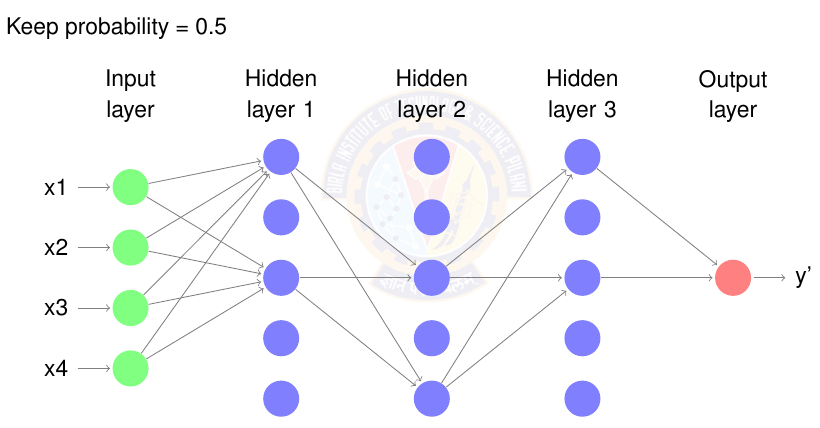 Keep probability = 0.5
Input
layer
Hidden
layer 1
Hidden
layer 2
Hidden
layer 3
Output
layer
x1
x2
x3
x4
y'